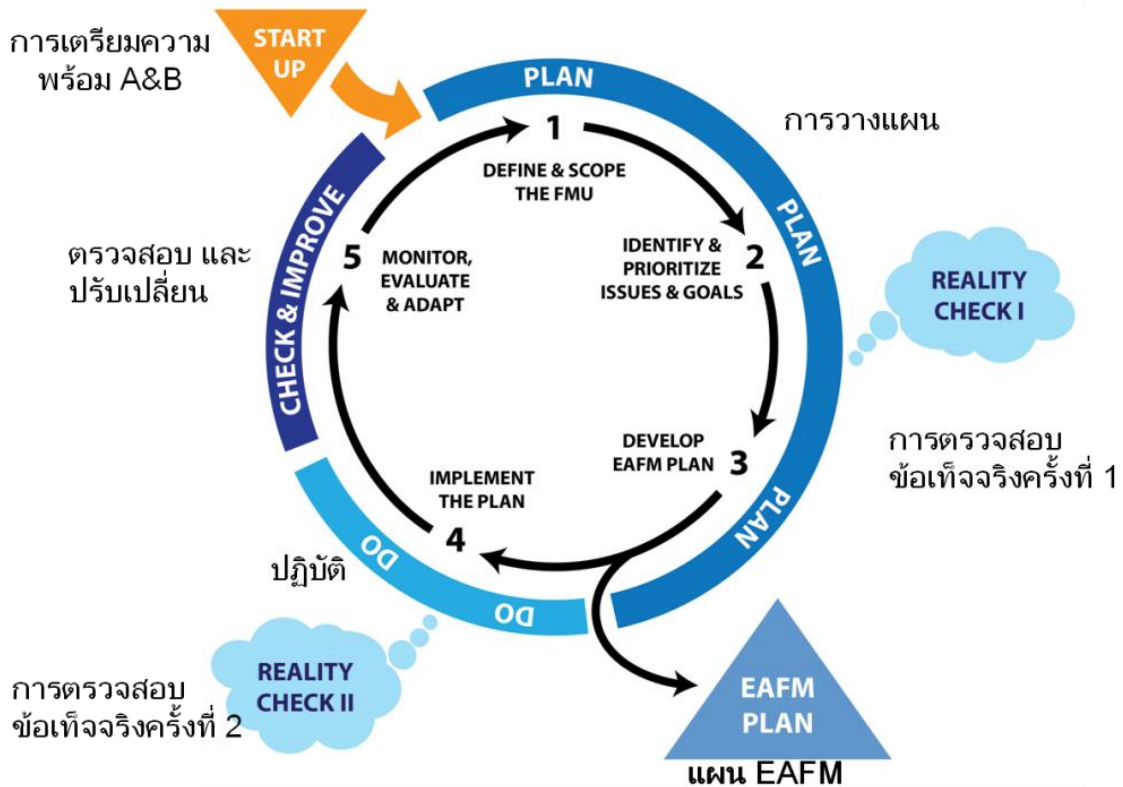 การเตรียมความ
พร้อม A&B
START
UP
PLAN
การวางแผน
1
DEFINE & SCOPE
THE FMU
PLAN
2
IDENTIFY &
PRIORITIZE
ISSUES & GOALS
REALITY
CHECK I
การตรวจสอบ
ข้อเท็จจริงครั้งที่ 1
3
DEVELOP
EAFM PLAN
PLAN
EAFM
PLAN
แผน EAFM
4
IMPLEMENT
THE PLAN
DO
DO
ปฏิบัติ
REALITY
CHECK II
การตรวจสอบ
ข้อเท็จจริงครั้งที่ 2
5
MONITOR,
EVALUATE
& ADAPT
CHECK & IMPROVE
ตรวจสอบ และ
ปรับเปลี่ยน